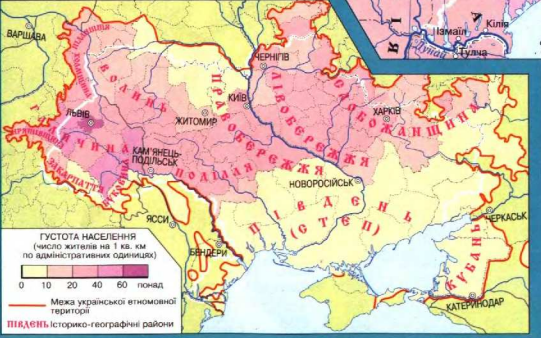 ВАРШАВА
ЧЕРНІГІВ
КИЇВ
ЖИТОМИР
ХАРКІВ
ЛЬВІВ
КАМ'ЯНЕЦЬ-
ПОДІЛЬСЬК
НОВОРОСІЙСЬК
ЯССИ
БЕНДЕРИ
ЧЕРКАСЬК
КАТЕРИНОДАР
Ізмаїл
Кілія
Тулча
Дунай
ВОЛИНЬ
ПРАВОБЕРЕЖЖЯ
ЛІВОБЕРЕЖЖЯ
СЛОБОЖАНЩИНА
ГАЛИЧИНА
ЗАКАРПАТТЯ
БУКОВИНА
ПОДІЛЛЯ
ПІВДЕНЬ
(СТЕП)
КУБАНЬ
ГУСТОТА НАСЕЛЕННЯ
(число жителів на 1 кв. км
по адміністративних одиницях)
0 10 20 40 60 понад
Межа української етномовної
території
ПІВДЕНЬ Історико-географічні райони